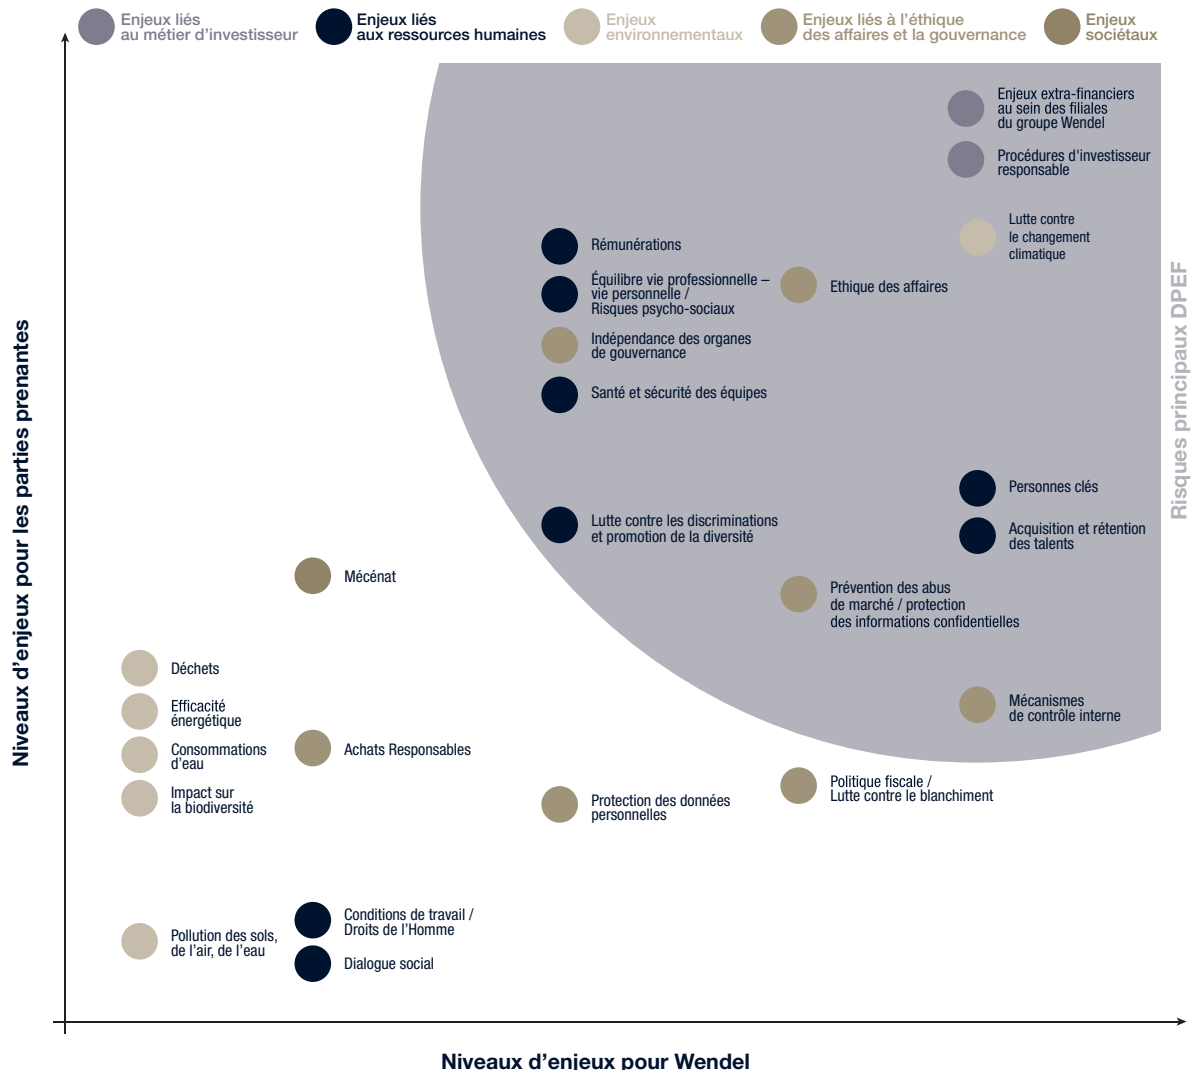 Enjeux liés
au métier d’investisseur
Enjeux liés
aux ressources humaines
Enjeux
environnementaux
Enjeux liés à l’éthique
des affaires et la gouvernance
Enjeux
sociétaux
Enjeux extra-financiers
au sein des filiales
du groupe Wendel
Procédures d'investisseur
responsable
Lutte contre
le changement
climatique
Rémunérations
Équilibre vie professionnelle –
vie personnelle /
Risques psycho-sociaux
Ethique des affaires
Indépendance des organes
de gouvernance
Santé et sécurité des équipes
Personnes clés
Lutte contre les discriminations
et promotion de la diversité
Acquisition et rétention
des talents
Mécénat
Prévention des abus
de marché / protection
des informations confidentielles
Déchets
Efficacité
énergétique
Mécanismes
de contrôle interne
Consommations
d’eau
Achats Responsables
Impact sur
la biodiversité
Protection des données
personnelles
Politique fiscale /
Lutte contre le blanchiment
Pollution des sols,
de l’air, de l’eau
Conditions de travail /
Droits de l’Homme
Dialogue social
Niveaux d’enjeu pour les parties prenantes
Risques principaux DPEF
Niveaux d’enjeux pour Wendel